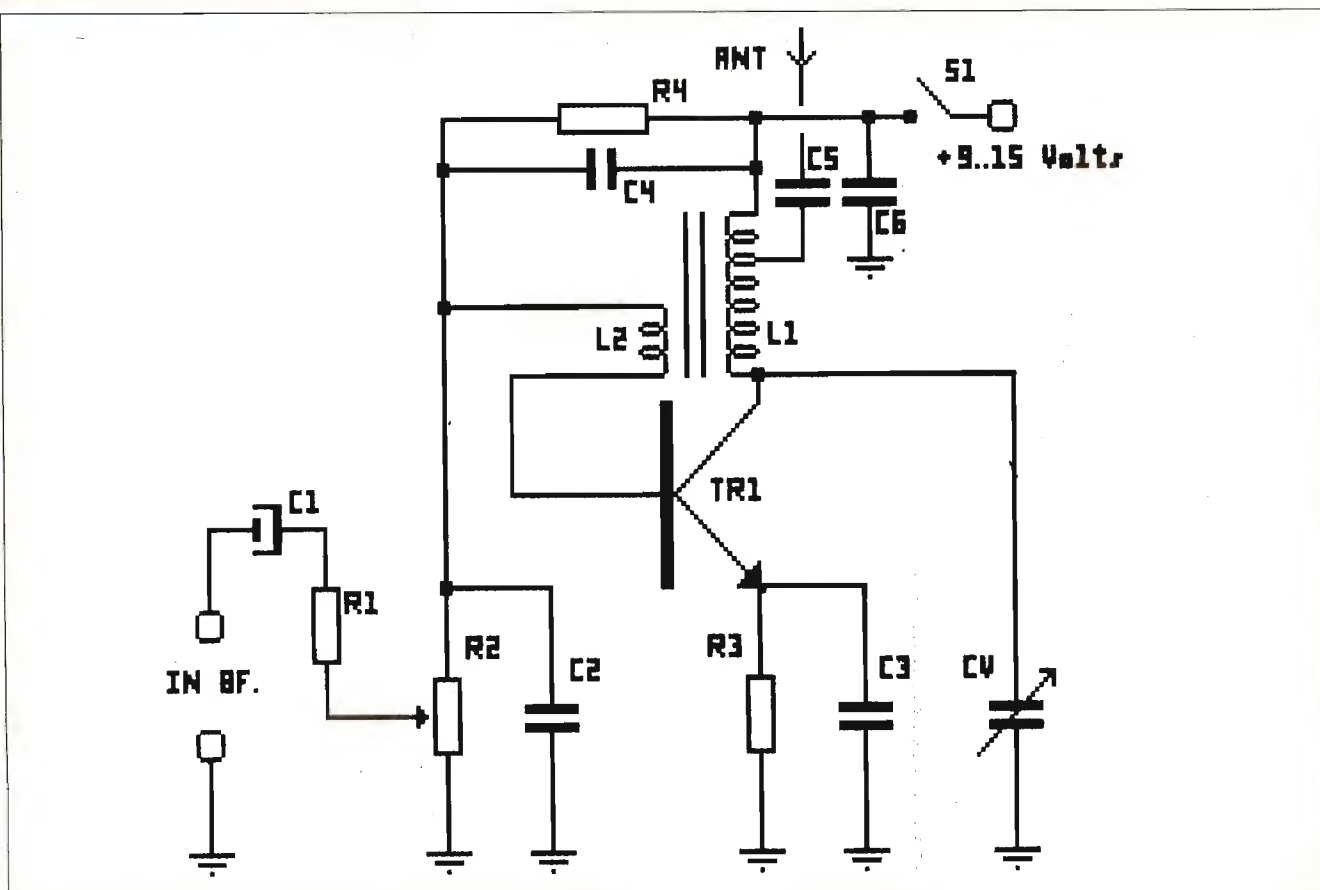 ANT
S1
R4
+9..15 Volts
C5
C4
C6
L2
L1
TR1
C1
R1
R2
R3
C2
C3
CV
IN BF.